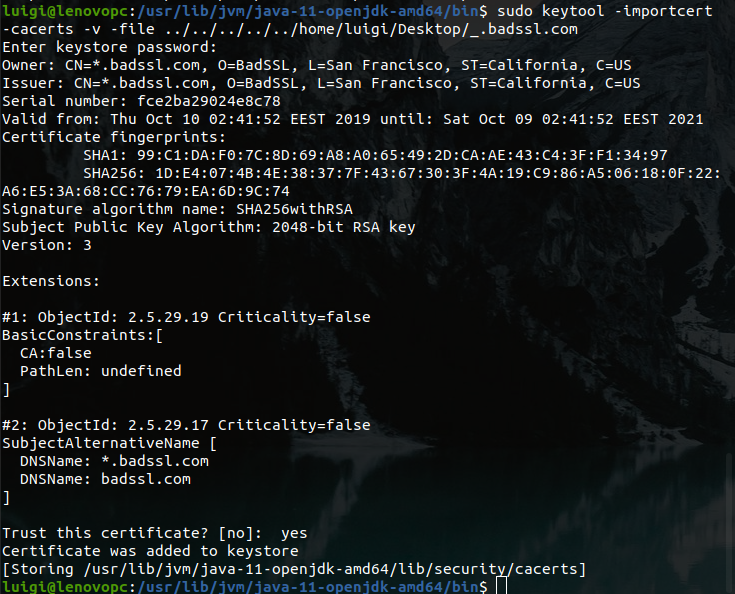 luigi@lenovopc:/usr/lib/jvm/java-11-openjdk-amd64/bin$ sudo keytool -importcert
-cacerts -v -file ../../../../../home/luigi/Desktop/_.badssl.com
Enter keystore password:
Owner: CN=*.badssl.com, O=BadSSL, L=San Francisco, ST=California, C=US
Issuer: CN=*.badssl.com, O=BadSSL, L=San Francisco, ST=California, C=US
Serial number: fce2ba29024e8c78
Valid from: Thu Oct 10 02:41:52 EEST 2019 until: Sat Oct 09 02:41:52 EEST 2021
Certificate fingerprints:
         SHA1: 99:C1:DA:F0:7C:8D:69:A8:A0:65:49:2D:CA:AE:43:C4:3F:F1:34:97
         SHA256: 1D:E4:07:4B:4E:38:37:7F:43:67:30:3F:4A:19:C9:86:A5:06:18:0F:22:
A6:E5:3A:68:CC:76:79:EA:6D:9C:74
Signature algorithm name: SHA256withRSA
Subject Public Key Algorithm: 2048-bit RSA key
Version: 3

Extensions:

#1: ObjectId: 2.5.29.19 Criticality=false
BasicConstraints:[
  CA:false
  PathLen: undefined
]

#2: ObjectId: 2.5.29.17 Criticality=false
SubjectAlternativeName [
  DNSName: *.badssl.com
  DNSName: badssl.com
]

Trust this certificate? [no]:  yes
Certificate was added to keystore
[Storing /usr/lib/jvm/java-11-openjdk-amd64/lib/security/cacerts]
luigi@lenovopc:/usr/lib/jvm/java-11-openjdk-amd64/bin$